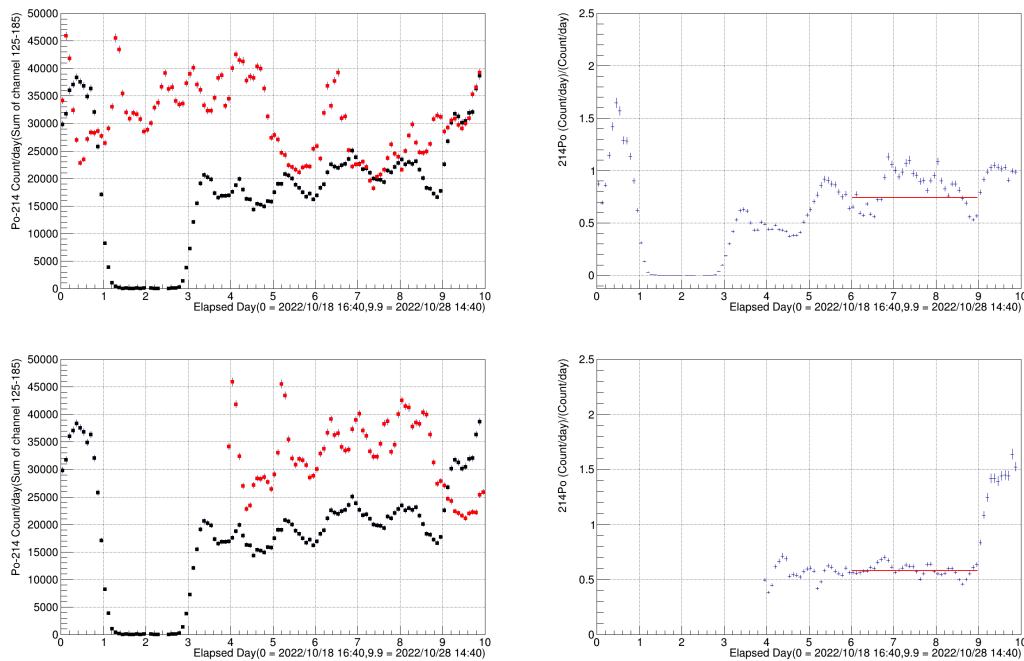 Po-214 Count/day(Sum of channel 125-185)
50000
45000
40000
35000
30000
25000
20000
15000
10000
5000
0
0 1 2 3 4 5 6 7 8 9 10
Elapsed Day(0 = 2022/10/18 16:40,9.9 = 2022/10/28 14:40)
214Po (Count/day)/(Count/day)
2.5
2
1.5
1
0.5
0
0 1 2 3 4 5 6 7 8 9 10
Elapsed Day(0 = 2022/10/18 16:40,9.9 = 2022/10/28 14:40)
Po-214 Count/day(Sum of channel 125-185)
50000
45000
40000
35000
30000
25000
20000
15000
10000
5000
0
0 1 2 3 4 5 6 7 8 9 10
Elapsed Day(0 = 2022/10/18 16:40,9.9 = 2022/10/28 14:40)
214Po (Count/day)/(Count/day)
2.5
2
1.5
1
0.5
0
0 1 2 3 4 5 6 7 8 9 10
Elapsed Day(0 = 2022/10/18 16:40,9.9 = 2022/10/28 14:40)